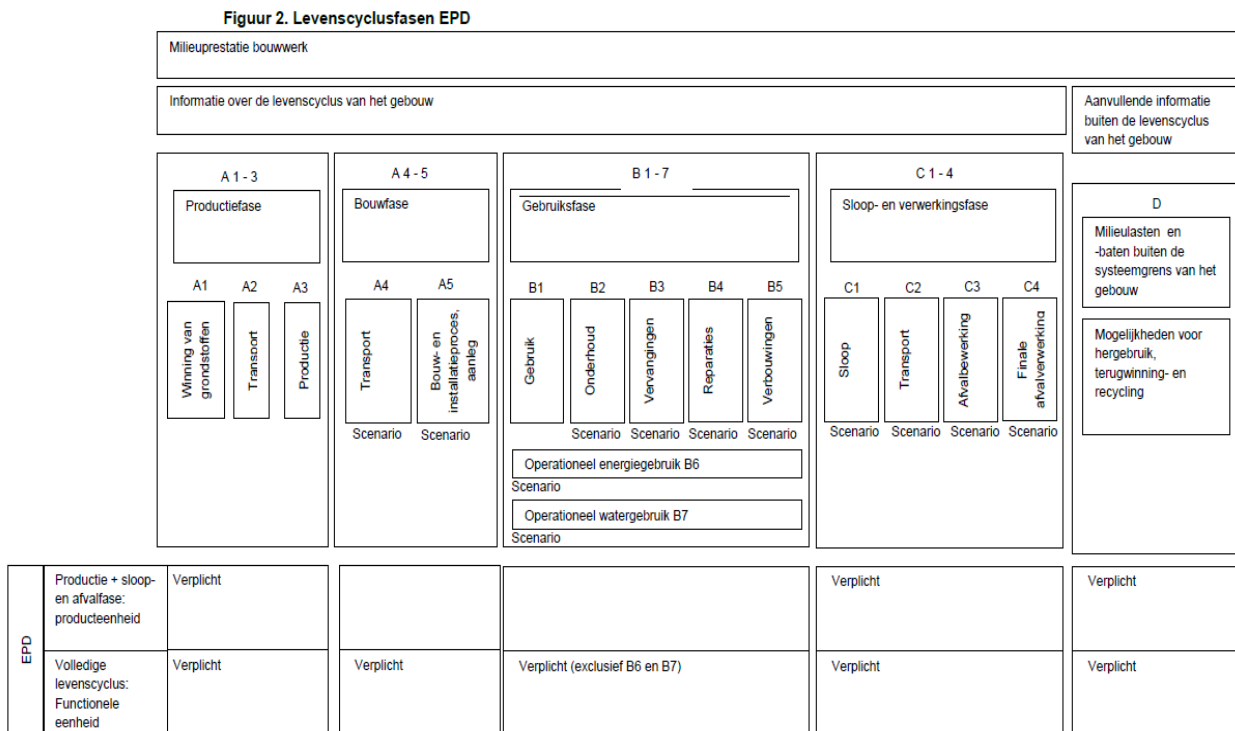 Figuur 2. Levenscyclusfasen EPD
Milieuprestatie bouwwerk
Informatie over de levenscyclus van het gebouw
Aanvullende informatie
buiten de levenscyclus
van het gebouw
A 1 - 3
Productiefase
A1
A2
A3
Winning van
grondstoffen
Transport
Productie
A 4 - 5
Bouwfase
A4
A5
Transport
Bouw- en
installatieproces,
aanleg
Scenario
Scenario
B 1 - 7
Gebruiksfase
B1
B2
B3
B4
B5
Gebruik
Onderhoud
Vervangingen
Reparaties
Verbouwingen
Scenario
Scenario
Scenario
Scenario
Operationeel energiegebruik B6
Scenario
Operationeel watergebruik B7
Scenario
C 1 - 4
Sloop- en verwerkingsfase
C1
C2
C3
C4
Sloop
Transport
Afvalbewerking
Finale
afvalverwerking
Scenario
Scenario
Scenario
Scenario
D
Milieulasten en
-baten buiten de
systeemgrens van het
gebouw
Mogelijkheden voor
hergebruik,
terugwinning- en
recycling
EPD
Productie + sloop-
en afvalfase:
producteenheid
Verplicht
Verplicht
Verplicht
Volledige
levenscyclus:
Functionele
eenheid
Verplicht
Verplicht
Verplicht (exclusief B6 en B7)
Verplicht
Verplicht